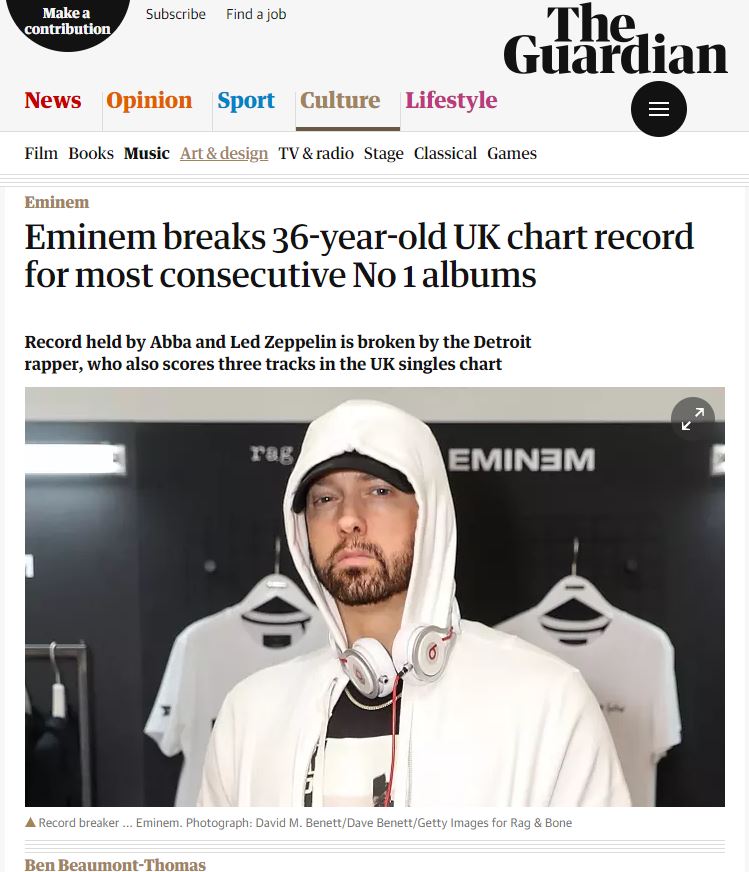 Make a
contribution
Subscribe
Find a job
The
Guardian
News
Opinion
Sport
Culture
Lifestyle
Film Books Music Art & design TV & radio Stage Classical Games
Eminem
Eminem breaks 36-year-old UK chart record
for most consecutive No 1 albums
Record held by Abba and Led Zeppelin is broken by the Detroit
rapper, who also scores three tracks in the UK singles chart
rag
EMINƎM
Record breaker ... Eminem. Photograph: David M. Benett/Dave Benett/Getty Images for Rag & Bone
Ben Beaumont-Thomas